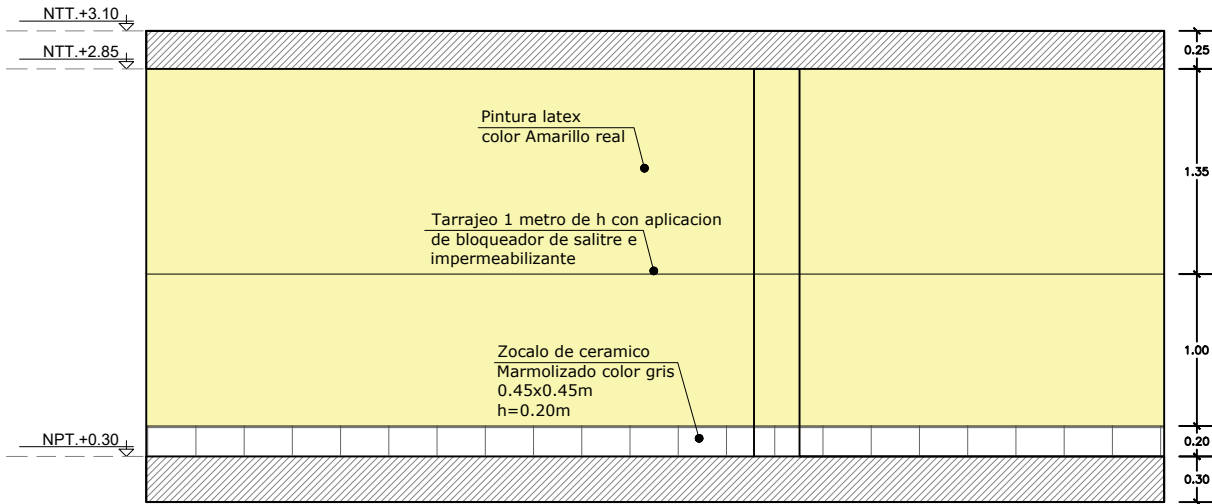 NTT.+3.10
NTT.+2.85
0.25
Pintura latex
color Amarillo real
1.35
Tarrajeo 1 metro de h con aplicacion
de bloqueador de salitre e
impermeabilizante
1.00
Zocalo de ceramico
Marmolizado color gris
0.45x0.45m
h=0.20m
NPT.+0.30
0.20
0.30